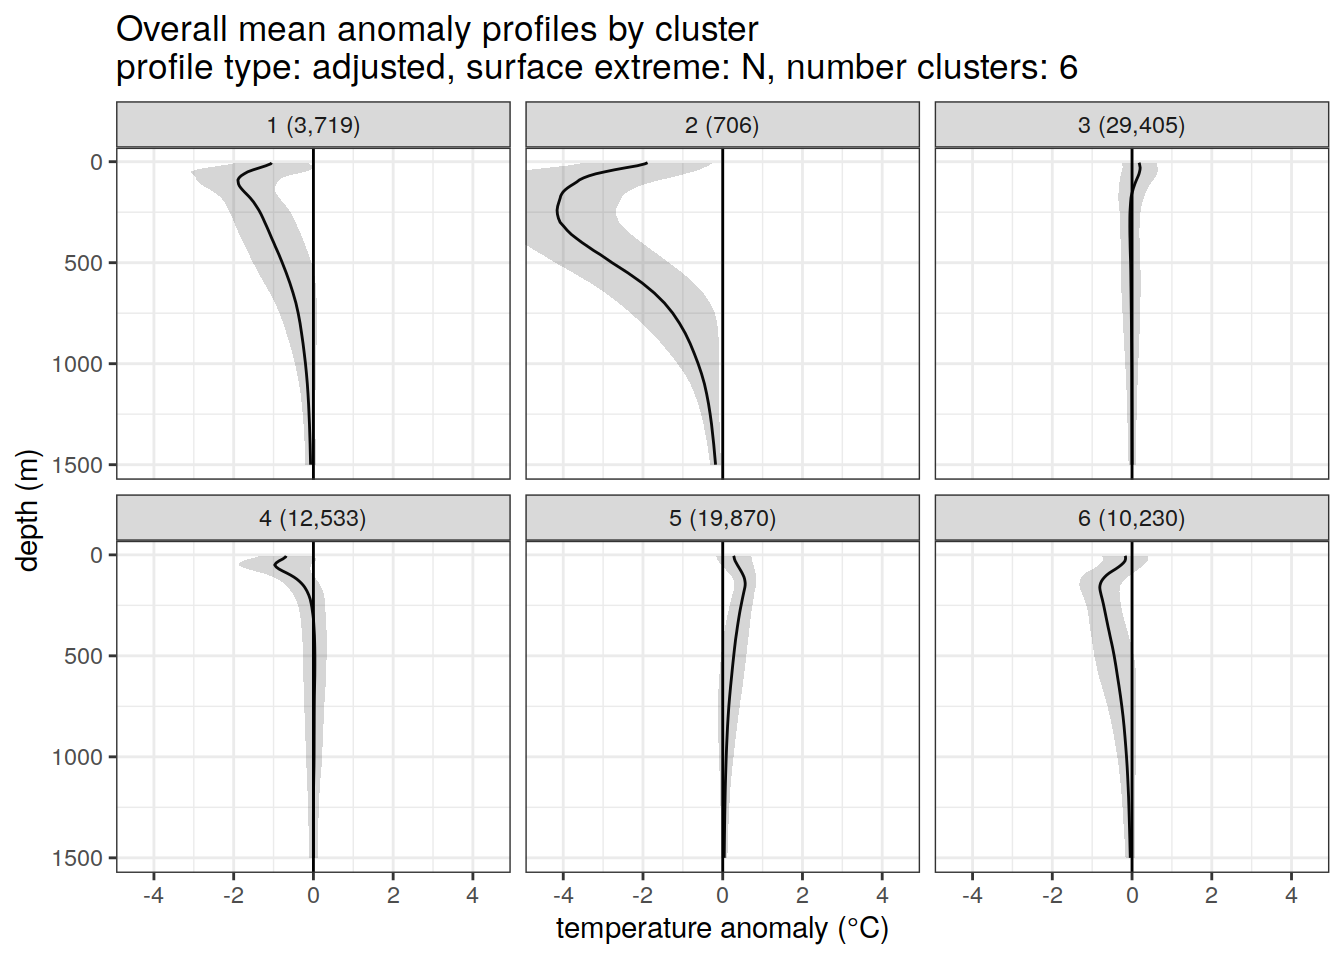 Overall mean anomaly profiles by cluster
profile type: adjusted, surface extreme: N, number clusters: 6
1 (3,719)
2 (706)
3 (29,405)
0
500
1000
1500
4 (12,533)
5 (19,870)
6 (10,230)
0
500
1000
1500
depth (m)
-4 -2 0 2 4
-4 -2 0 2 4
-4 -2 0 2 4
temperature anomaly (°C)